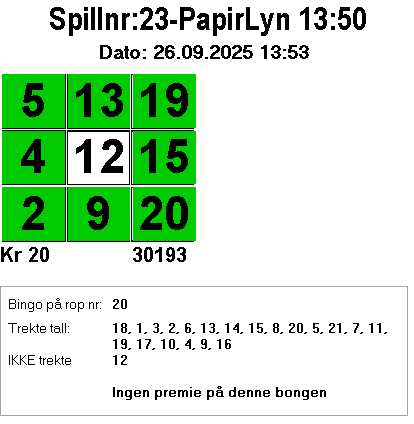 Spillnr:23-PapirLyn 13:50
Dato: 26.09.2025 13:53
5 13 19
4 12 15
2 9 20
Kr 20 30193
Bingo på rop nr: 20
Trekte tall: 18, 1, 3, 2, 6, 13, 14, 15, 8, 20, 5, 21, 7, 11,
19, 17, 10, 4, 9, 16
IKKE trekte 12
Ingen premie på denne bongen